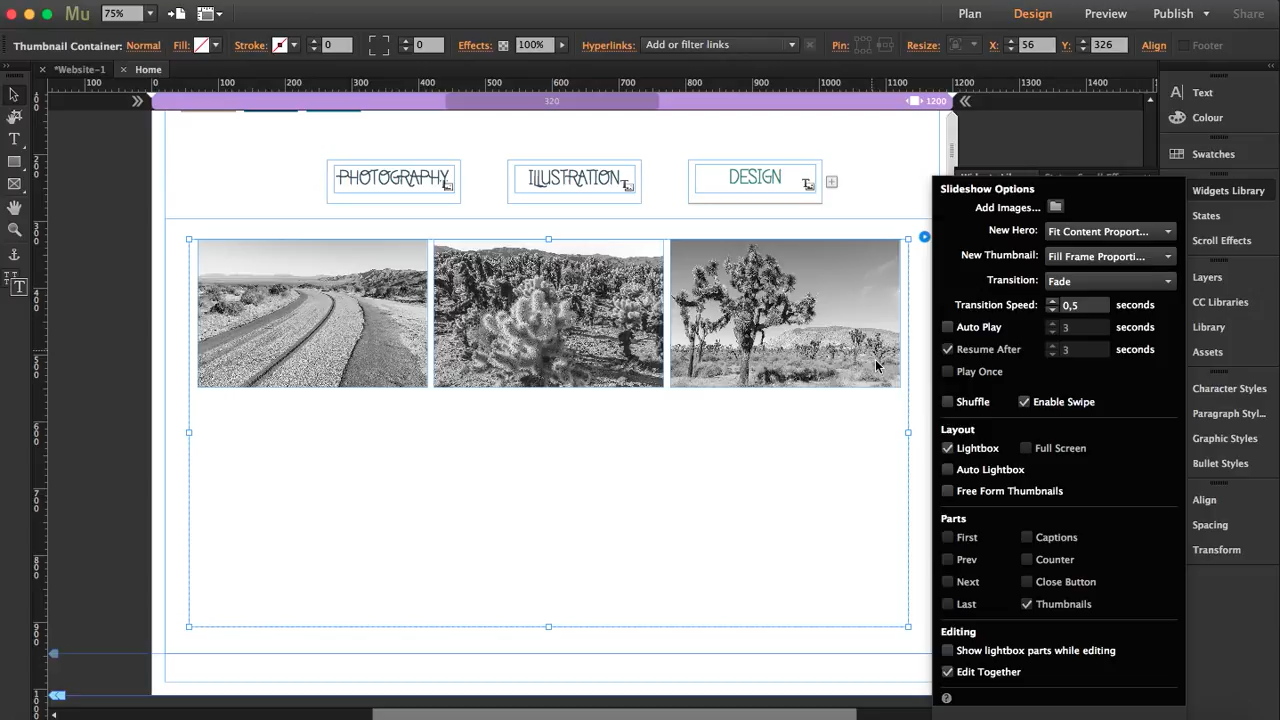 Mu 75% Plan Design Preview Publish Share
Thumbnail Container: Normal Fill: Stroke: 0 0 Effects: 100% Hyperlinks: Add or filter links Pin: Resize: X: 56 Y: 326 Align Footer
*Website-1 Home
100 0 100 200 300 400 500 600 700 800 900 1000 1100 1200 1300 1400
320 1200
Text
Colour
PHOTOGRAPHY ILLUSTRATION DESIGN
Swatches
Widgets Library
States
Scroll Effects
Layers
CC Libraries
Library
Assets
Character Styles
Paragraph Styl...
Graphic Styles
Bullet Styles
Align
Spacing
Transform
Slideshow Options
Add Images...
New Hero: Fit Content Proport...
New Thumbnail: Fill Frame Proporti...
Transition: Fade
Transition Speed: 0,5 seconds
Auto Play 3 seconds
Resume After 3 seconds
Play Once
Shuffle Enable Swipe
Layout
Lightbox Full Screen
Auto Lightbox
Free Form Thumbnails
Parts
First Captions
Prev Counter
Next Close Button
Last Thumbnails
Editing
Show lightbox parts while editing
Edit Together